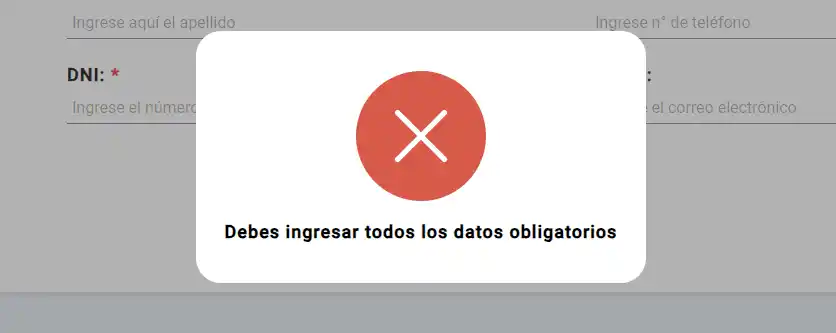 Ingrese aquí el apellido
Ingrese n° de teléfono
DNI: *
:
Ingrese el número
el correo electrónico
Debes ingresar todos los datos obligatorios